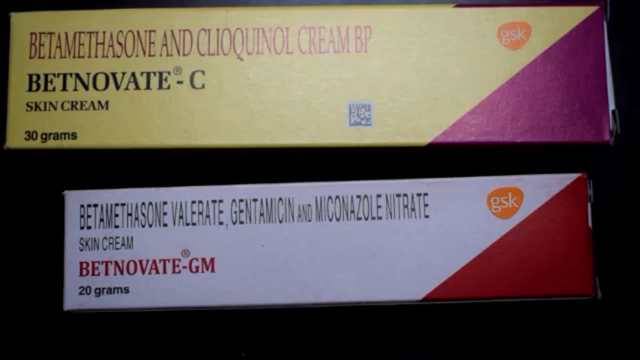 BETAMETHASONE AND CLIOQUINOL CREAM BP
gsk
BETNOVATE®-C
SKIN CREAM
30 grams
BETAMETHASONE VALERATE, GENTAMICIN AND MICONAZOLE NITRATE
gsk
SKIN CREAM
BETNOVATE®-GM
20 grams